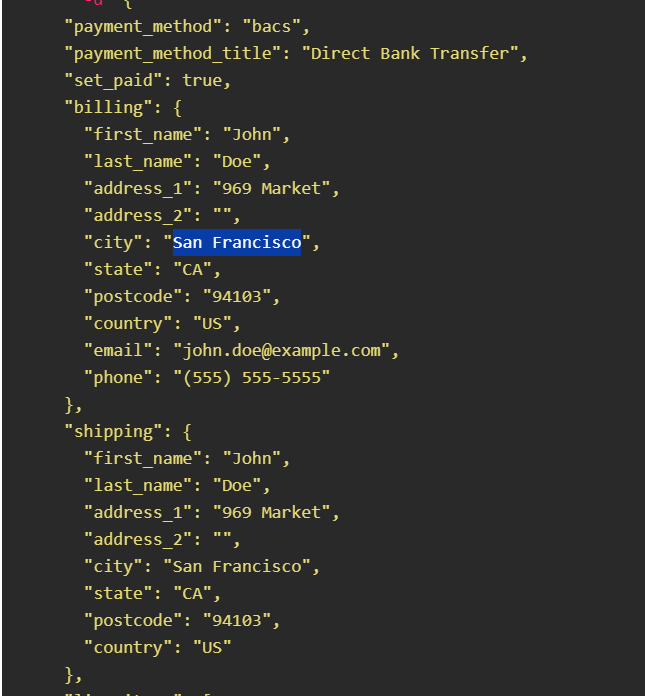 "payment_method": "bacs",
"payment_method_title": "Direct Bank Transfer",
"set_paid": true,
"billing": {
"first_name": "John",
"last_name": "Doe",
"address_1": "969 Market",
"address_2": "",
"city": "San Francisco",
"state": "CA",
"postcode": "94103",
"country": "US",
"email": "john.doe@example.com",
"phone": "(555) 555-5555"
},
"shipping": {
"first_name": "John",
"last_name": "Doe",
"address_1": "969 Market",
"address_2": "",
"city": "San Francisco",
"state": "CA",
"postcode": "94103",
"country": "US"
},